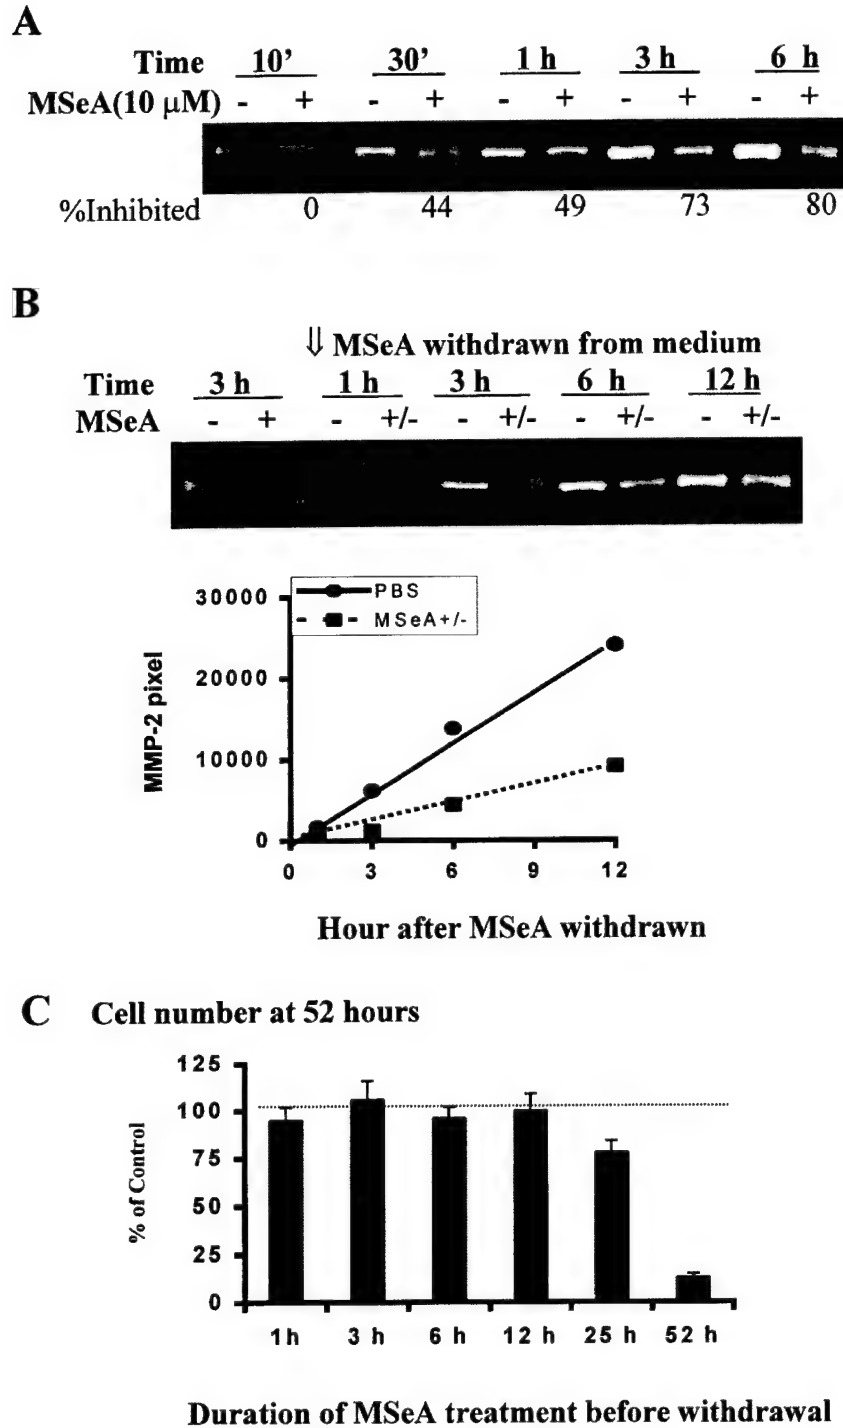 A
Time 10' 30' 1 h 3 h 6 h
MSeA(10 μM) - + - + - + - + - +
%Inhibited 0 44 49 73 80
B
⇓ MSeA withdrawn from medium
Time 3 h 1 h 3 h 6 h 12 h
MSeA - + - +/- - +/- - +/- - +/-
PBS
MSeA+/-
MMP-2 pixel
30000
20000
10000
0
0 3 6 9 12
Hour after MSeA withdrawn
C Cell number at 52 hours
% of Control
125
100
75
50
25
0
1h 3 h 6 h 12 h 25 h 52 h
Duration of MSeA treatment before withdrawal